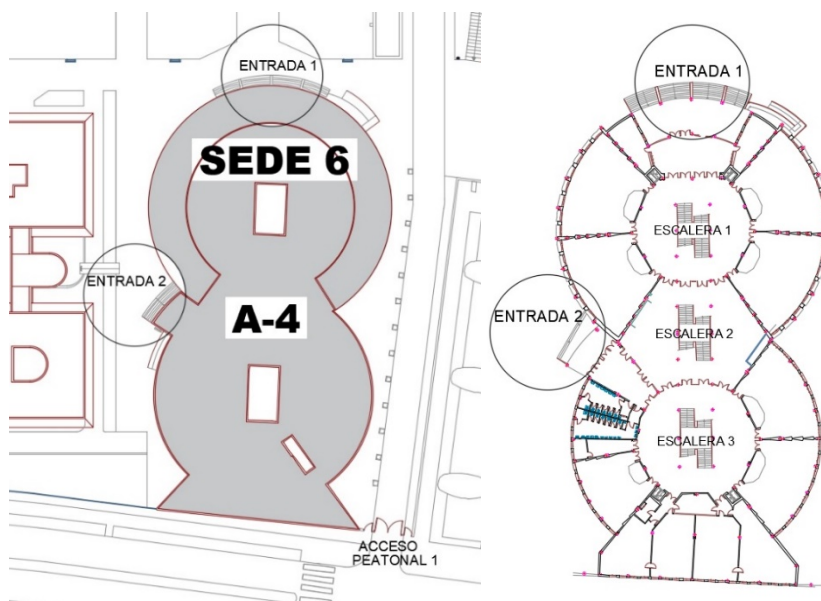 ENTRADA 1
SEDE 6
ENTRADA 2
A-4
ACCESO
PEATONAL 1
ENTRADA 1
ESCALERA 1
ENTRADA 2
ESCALERA 2
ESCALERA 3